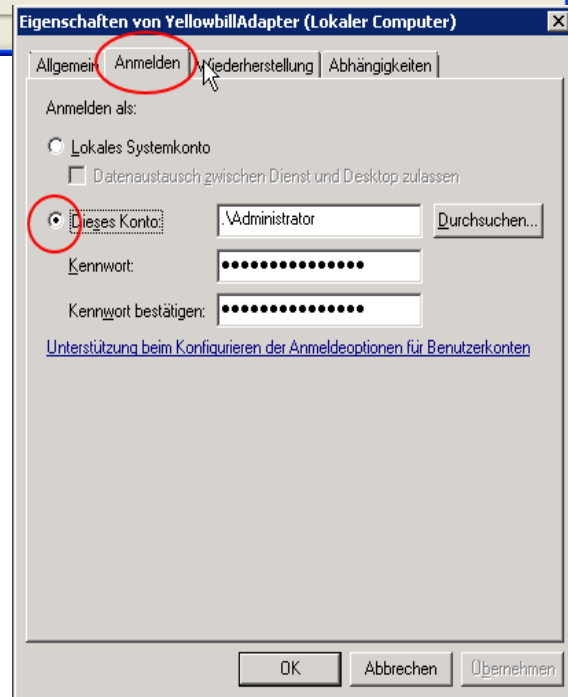 Eigenschaften von YellowbillAdapter (Lokaler Computer)
Allgemein Anmelden Wiederherstellung Abhängigkeiten
Anmelden als:
Lokales Systemkonto
Datenaustausch zwischen Dienst und Desktop zulassen
Dieses Konto: .\Administrator Durchsuchen...
Kennwort: ●●●●●●●●●●●●●●●
Kennwort bestätigen: ●●●●●●●●●●●●●●●
Unterstützung beim Konfigurieren der Anmeldeoptionen für Benutzerkonten
OK Abbrechen Übernehmen